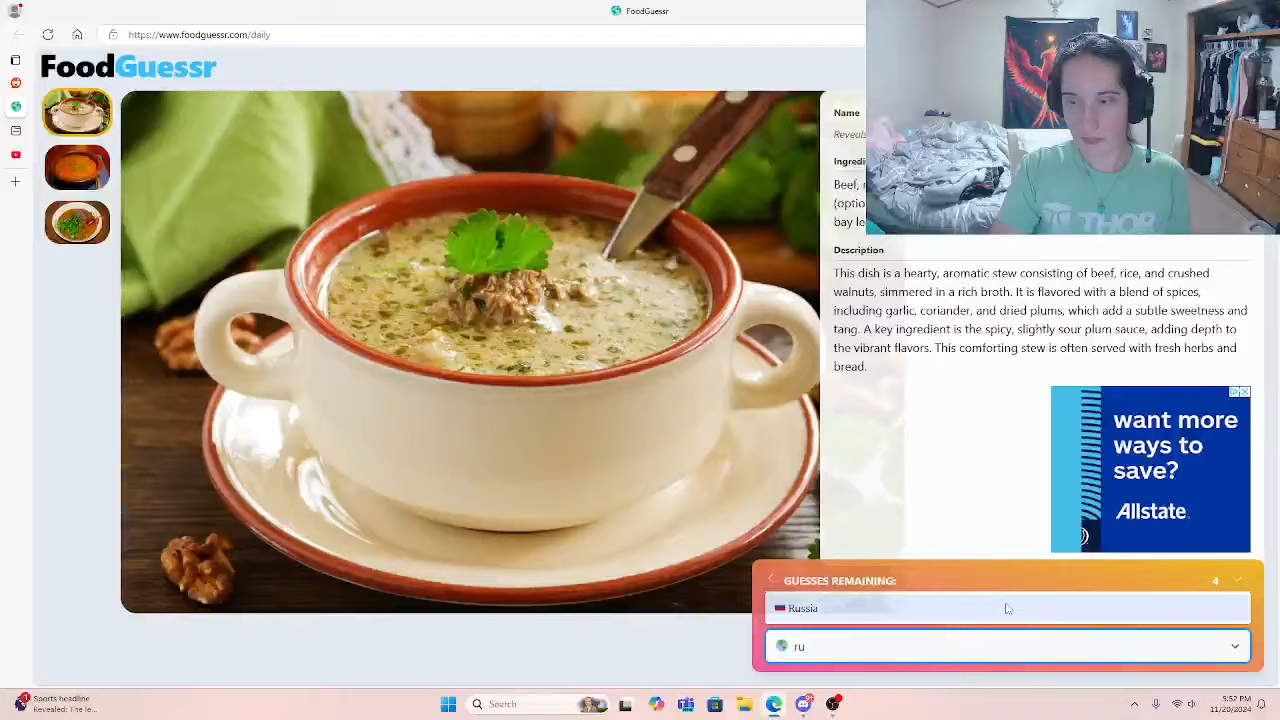 FoodGuessr
https://www.foodguessr.com/daily
FoodGuessr
Name
Ingredi
Beef,
(optio
bay le
Description
This dish is a hearty, aromatic stew consisting of beef, rice, and crushed
walnuts, simmered in a rich broth. It is flavored with a blend of spices,
including garlic, coriander, and dried plums, which add a subtle sweetness and
tang. A key ingredient is the spicy, slightly sour plum sauce, adding depth to
the vibrant flavors. This comforting stew is often served with fresh herbs and
bread.
want more
ways to
save?
Allstate
THOR
GUESSES REMAINING: 4
Russia
ru
Sports headline
Revealed: The le...
Search
5:52 PM
11/20/2024